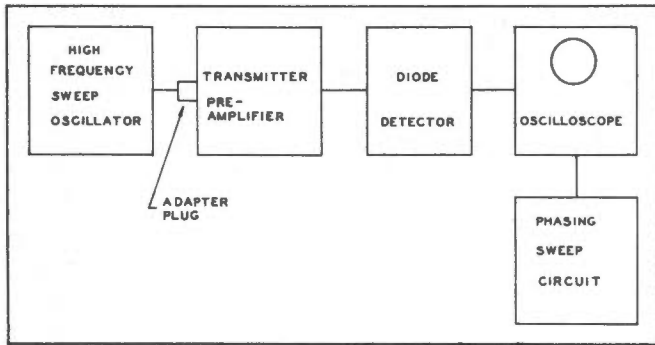 HIGH
FREQUENCY
SWEEP
OSCILLATOR
TRANSMITTER
PRE-
AMPLIFIER
DIODE
DETECTOR
OSCILLOSCOPE
ADAPTER
PLUG
PHASING
SWEEP
CIRCUIT